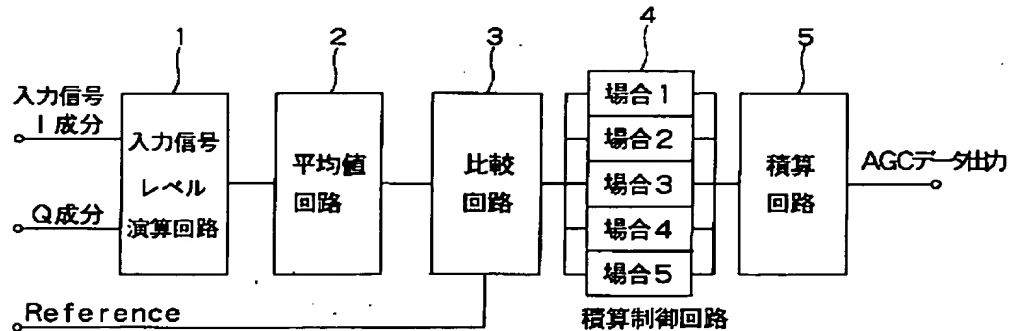 1
2
3
4
5
入力信号
I成分
Q成分
入力信号
レベル
演算回路
平均値
回路
比較
回路
場合1
場合2
場合3
場合4
場合5
積算
回路
AGCデータ出力
Reference
積算制御回路